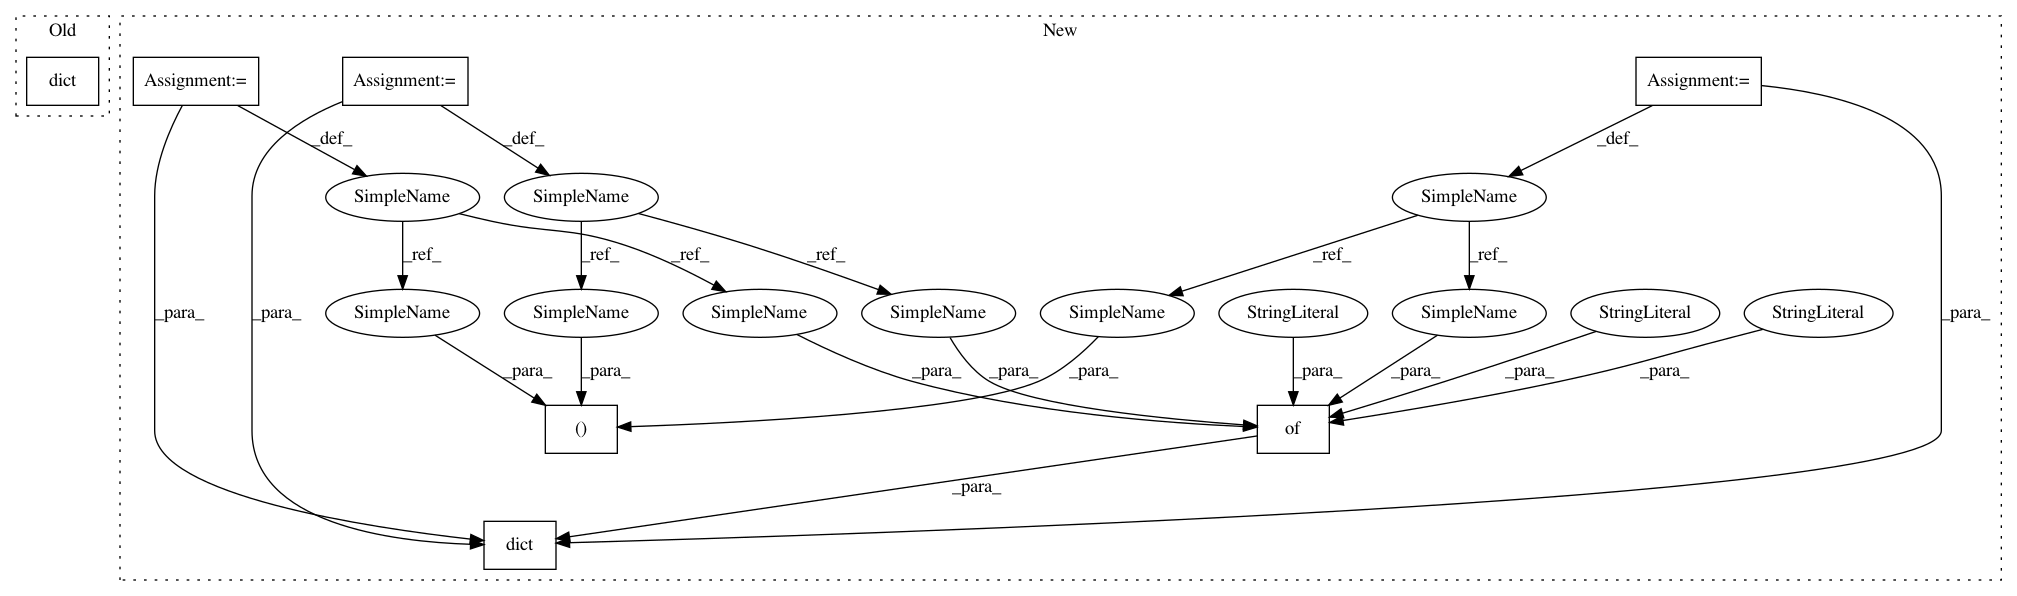 Old
New
dict
Assignment:=
Assignment:=
Assignment:=
_def_
_def_
_def_
SimpleName
SimpleName
SimpleName
_ref_
_ref_
_ref_
_ref_
_ref_
_ref_
_para_
_para_
SimpleName
SimpleName
SimpleName
SimpleName
SimpleName
StringLiteral
SimpleName
StringLiteral
StringLiteral
_para_
_para_
_para_
_para_
_para_
_para_
_para_
_para_
_para_
_para_
()
of
_para_
dict